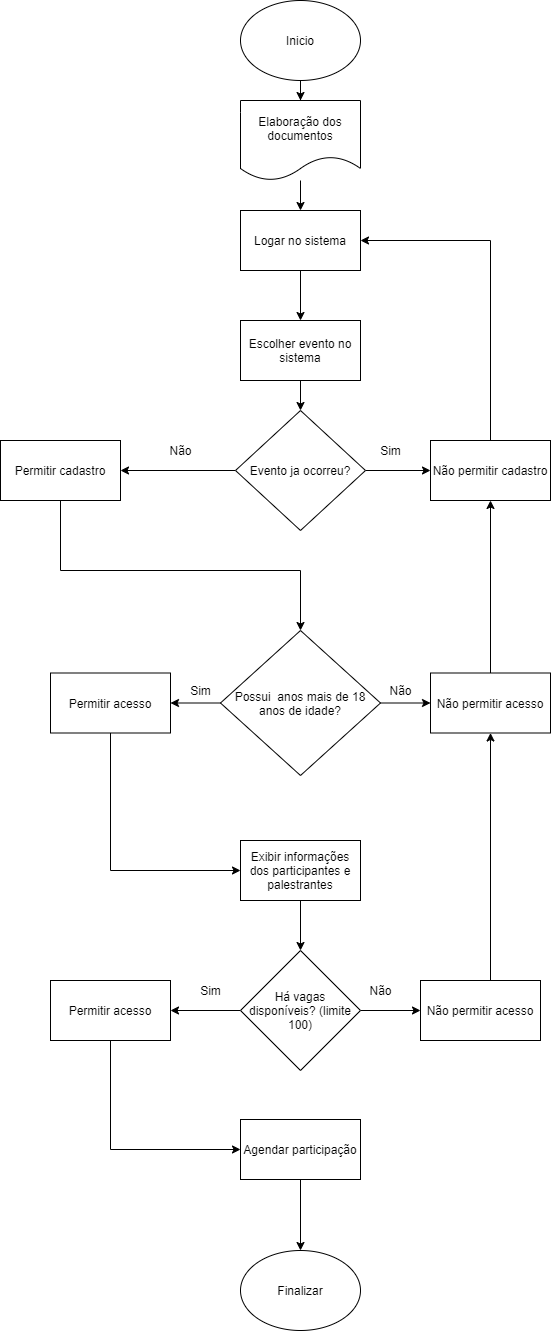 Inicio
Elaboração dos
documentos
Logar no sistema
Escolher evento no
sistema
Não
Sim
Permitir cadastro
Evento ja ocorreu?
Não permitir cadastro
Sim
Não
Permitir acesso
Possui  anos mais de 18
anos de idade?
Não permitir acesso
Exibir informações
dos participantes e
palestrantes
Sim
Não
Permitir acesso
Há vagas
disponíveis? (limite
100)
Não permitir acesso
Agendar participação
Finalizar